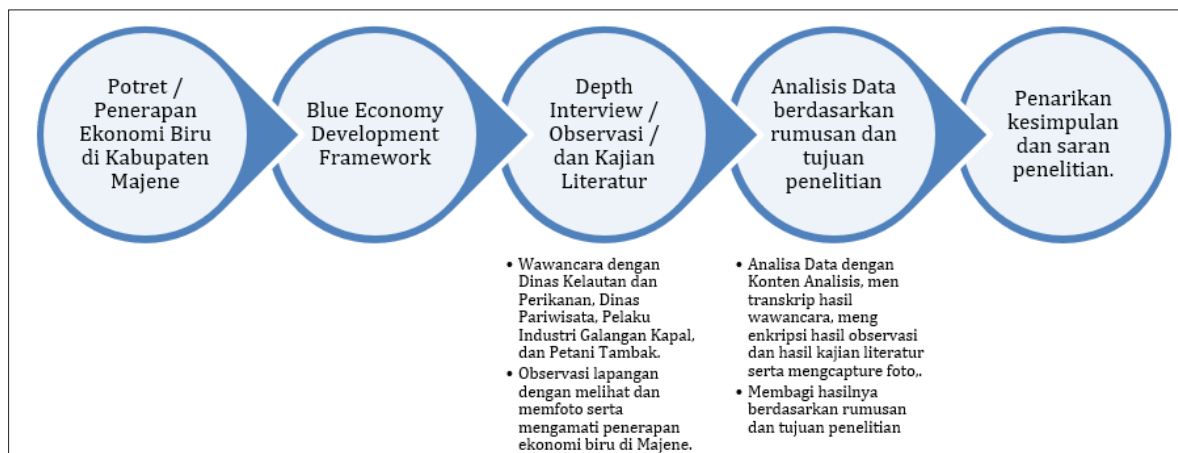 Potret /
Penerapan
Ekonomi Biru
di Kabupaten
Majene
Blue Economy
Development
Framework
Depth
Interview /
Observasi /
dan Kajian
Literatur
Analisis Data
berdasarkan
rumusan dan
tujuan
penelitian
Penarikan
kesimpulan
dan saran
penelitian.
• Wawancara dengan
Dinas Kelautan dan
Perikanan, Dinas
Pariwisata, Pelaku
Industri Galangan Kapal,
dan Petani Tambak.
• Observasi lapangan
dengan melihat dan
memfoto serta
mengamati penerapan
ekonomi biru di Majene.
• Analisa Data dengan
Konten Analisis, men
transkrip hasil
wawancara, meng
enkripsi hasil observasi
dan hasil kajian literatur
serta mengcapture foto,.
• Membagi hasilnya
berdasarkan rumusan
dan tujuan penelitian